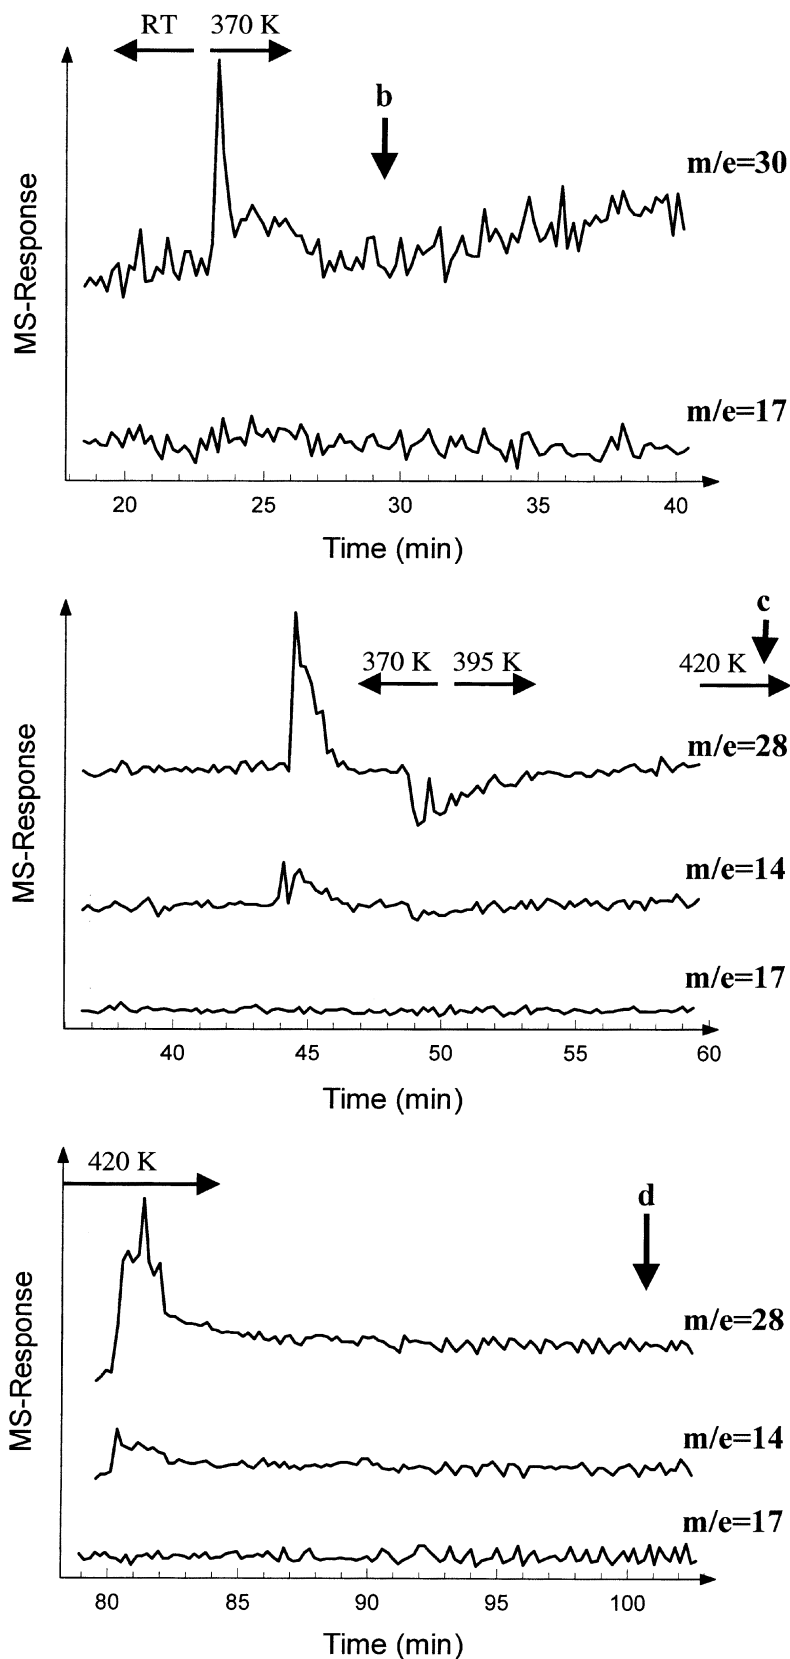 RT 370 K
b
m/e=30
MS-Response
m/e=17
20 25 30 35 40
Time (min)
c
370 K 395 K 420 K
m/e=28
MS-Response
m/e=14
m/e=17
40 45 50 55 60
Time (min)
420 K
d
m/e=28
MS-Response
m/e=14
m/e=17
80 85 90 95 100
Time (min)